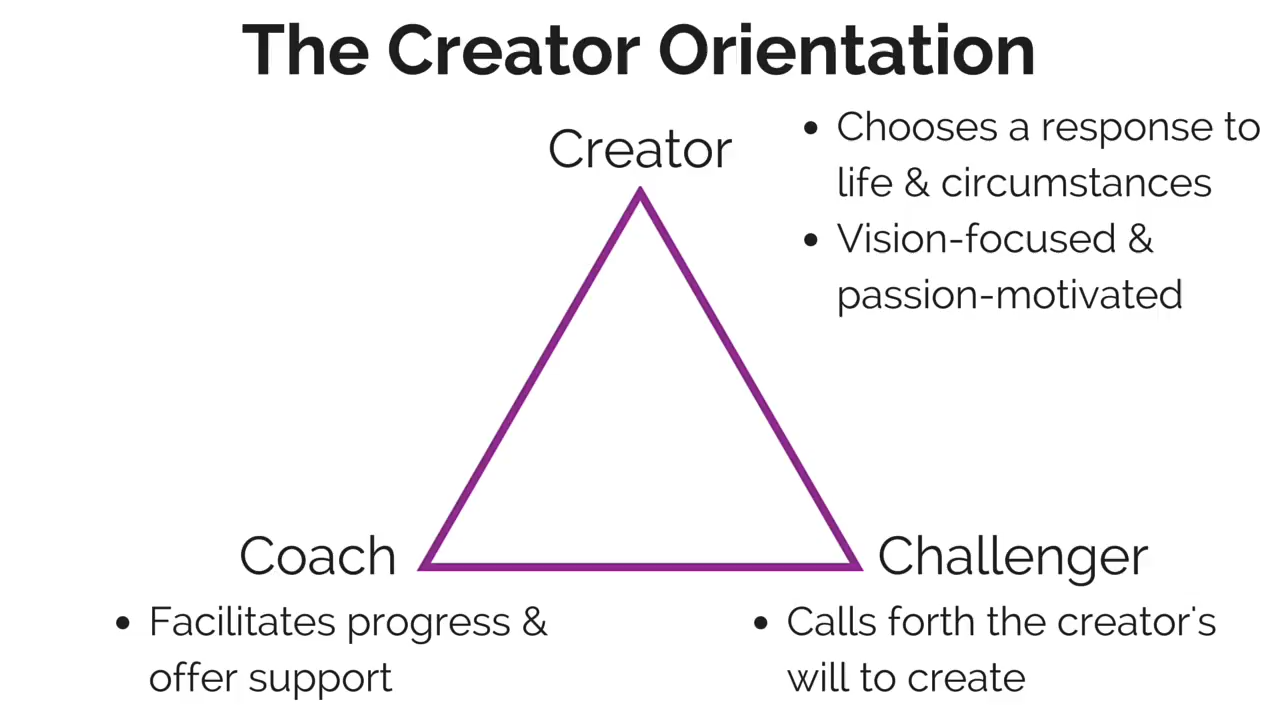 The Creator Orientation
Creator
• Chooses a response to
life & circumstances
• Vision-focused &
passion-motivated
Coach
• Facilitates progress &
offer support
Challenger
• Calls forth the creator's
will to create